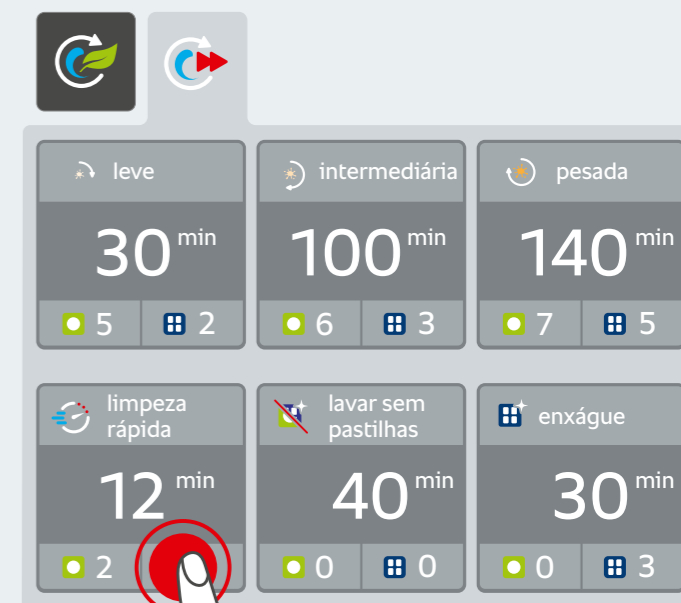 leve
intermediária
pesada
30 min
100 min
140 min
5
2
6
3
7
5
limpeza
rápida
lavar sem
pastilhas
enxágue
12 min
40 min
30 min
2
0
0
0
3